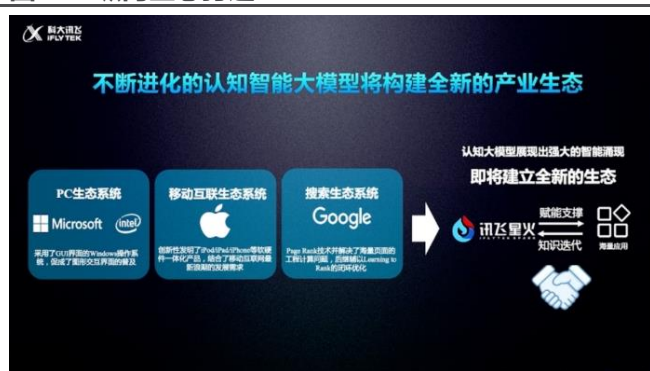 科大讯飞
IFLYTEK
不断进化的认知智能大模型将构建全新的产业生态
PC生态系统
Microsoft
intel
采用了GUI界面的Windows操作系
统，促成了图形交互界面的普及
移动互联生态系统
创新性发明了iPod/iPad/iPhone等软硬
件一体化产品，结合了移动互联网最
新浪潮的发展需求
搜索生态系统
Google
Page Rank技术并解决了海量页面的
工程计算问题，后续辅以Learning to
Rank的闭环优化
认知大模型展现出强大的智能涌现
即将建立全新的生态
讯飞星火
赋能支撑
知识迭代
海量应用